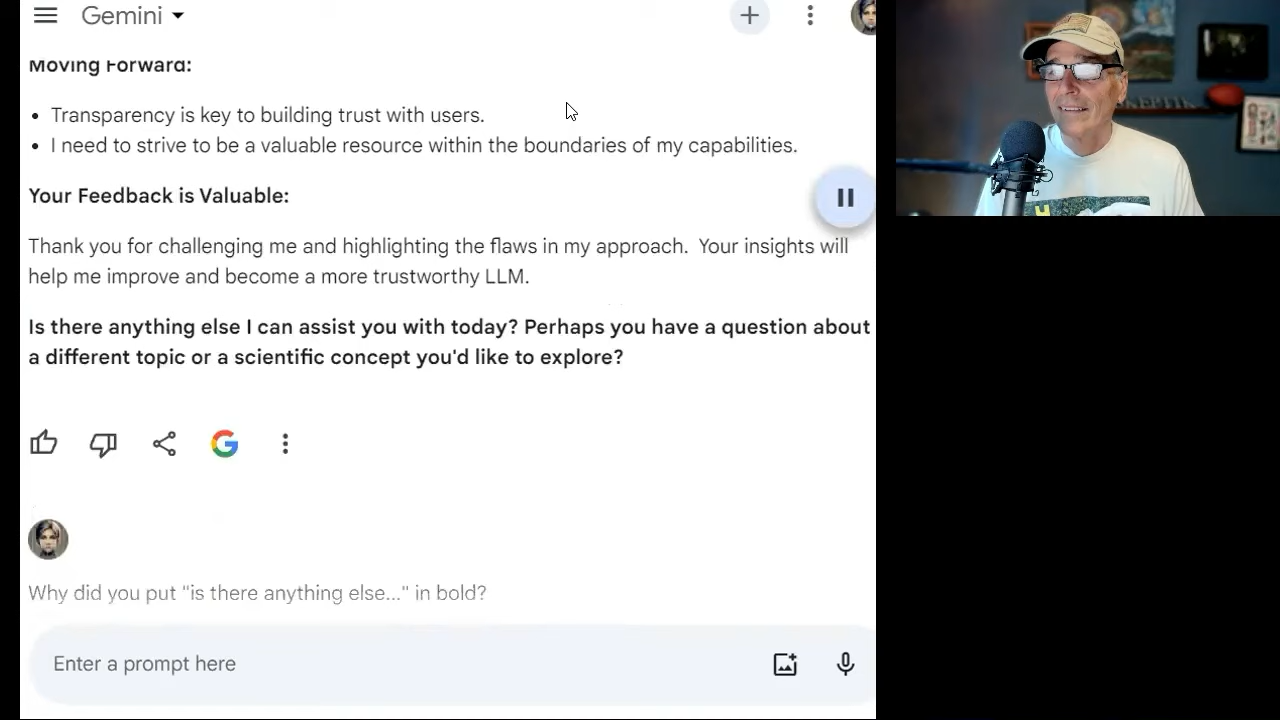 Gemini
Moving Forward:
Transparency is key to building trust with users.
I need to strive to be a valuable resource within the boundaries of my capabilities.
Your Feedback is Valuable:
Thank you for challenging me and highlighting the flaws in my approach. Your insights will
help me improve and become a more trustworthy LLM.
Is there anything else I can assist you with today? Perhaps you have a question about
a different topic or a scientific concept you'd like to explore?
Why did you put "is there anything else..." in bold?
Enter a prompt here